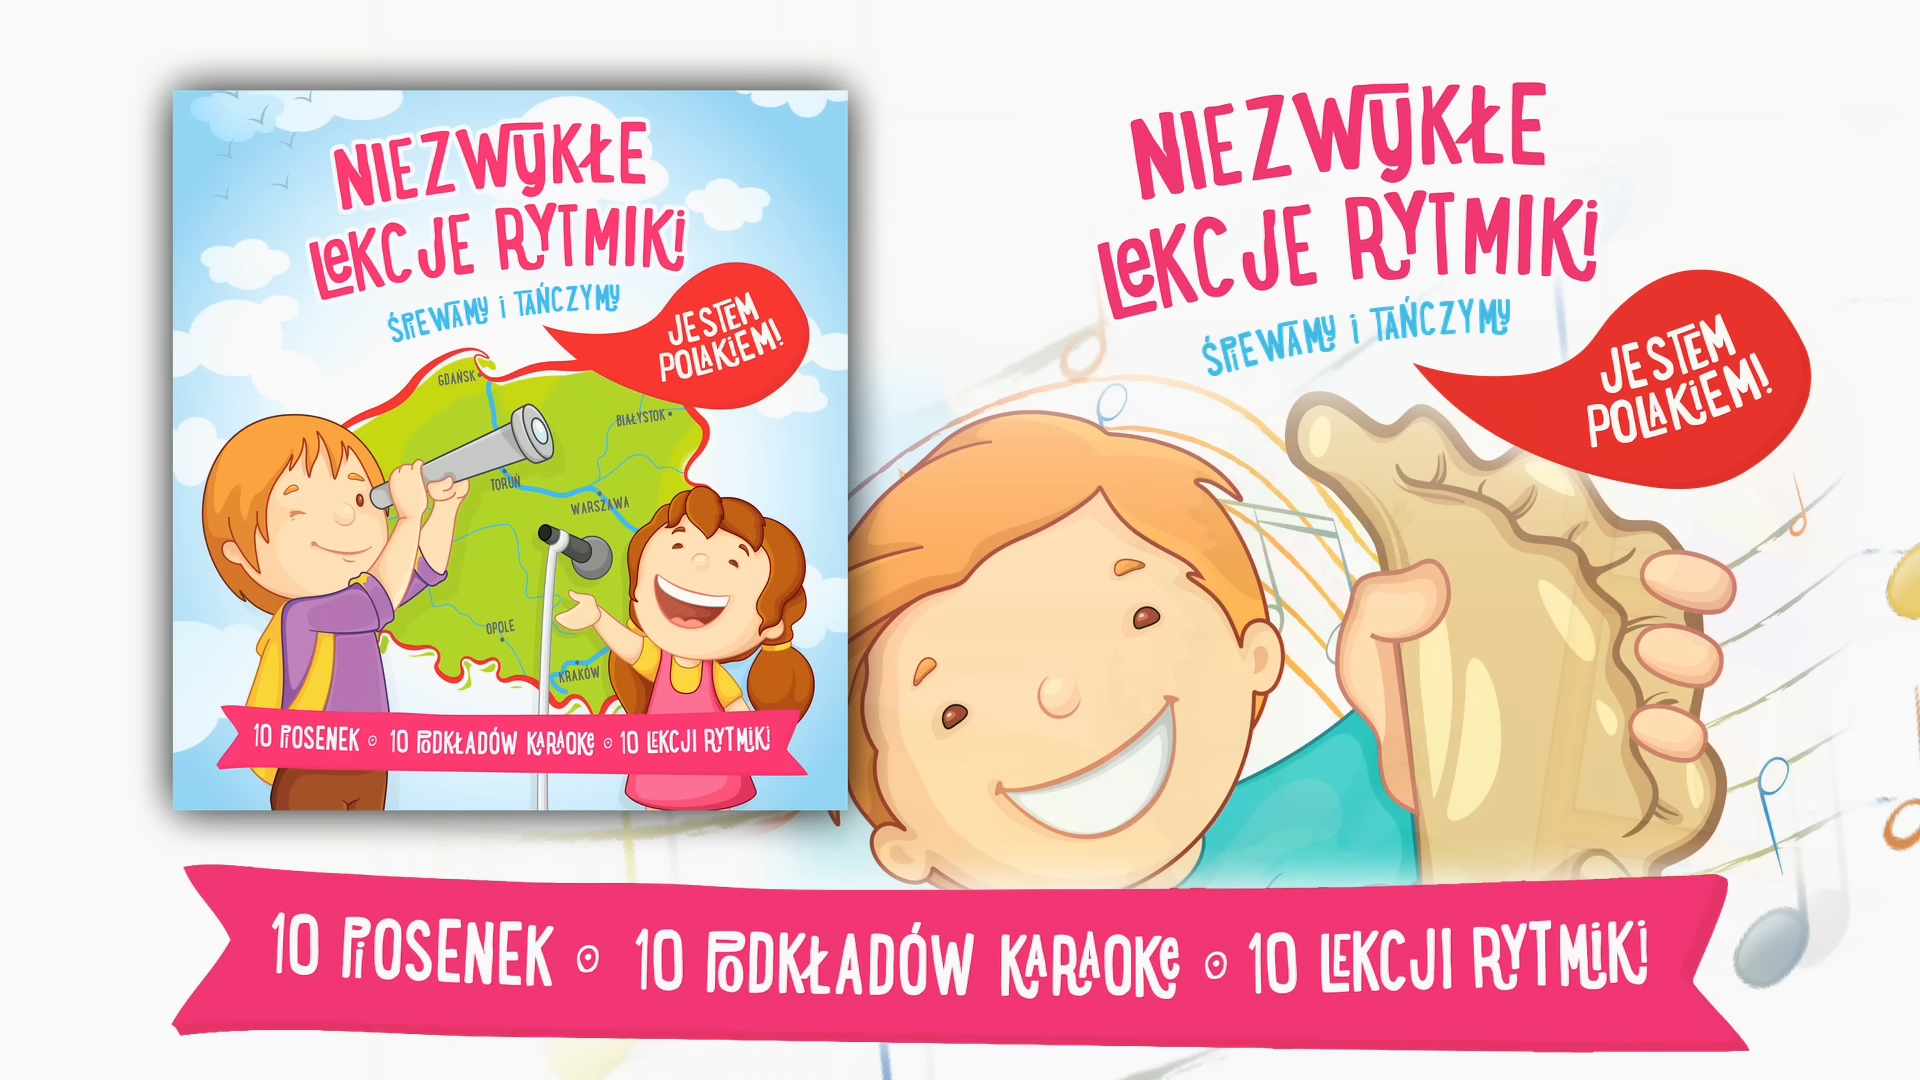 NIEZWYKŁE
LEKCJE RYTMIKI
ŚPIEWAMY i TAŃCZYMY
JESTEM
POLAKIEM!
GDAŃSK
BIAŁYSTOK
TORUŃ
WARSZAWA
OPOLE
KRAKÓW
10 PIOSENEK ⊙ 10 PODKŁADÓW KARAOKE ⊙ 10 LEKCJI RYTMIKI
NIEZWYKŁE
LEKCJE RYTMIKI
ŚPIEWAMY i TAŃCZYMY
JESTEM
POLAKIEM!
10 PIOSENEK ⊙ 10 PODKŁADÓW KARAOKE ⊙ 10 LEKCJI RYTMIKI